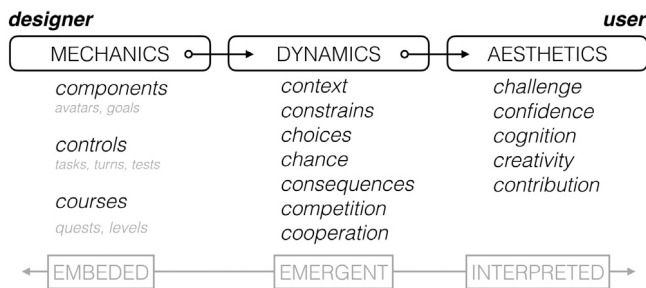 designer user
MECHANICS DYNAMICS AESTHETICS
components
avatars, goals
controls
tasks, turns, tests
courses
quests, levels
context
constrains
choices
chance
consequences
competition
cooperation
challenge
confidence
cognition
creativity
contribution
EMBEDED EMERGENT INTERPRETED